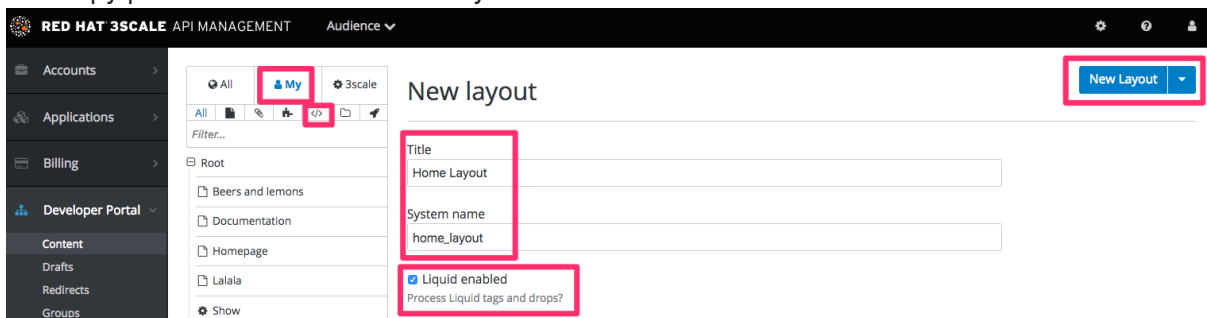 RED HAT 3SCALE API MANAGEMENT Audience
Accounts
Applications
Billing
Developer Portal
Content
Drafts
Redirects
Groups
All My 3scale
All
Filter...
Root
Beers and lemons
Documentation
Homepage
Lalala
Show
New layout
New Layout
Title
Home Layout
System name
home_layout
Liquid enabled
Process Liquid tags and drops?